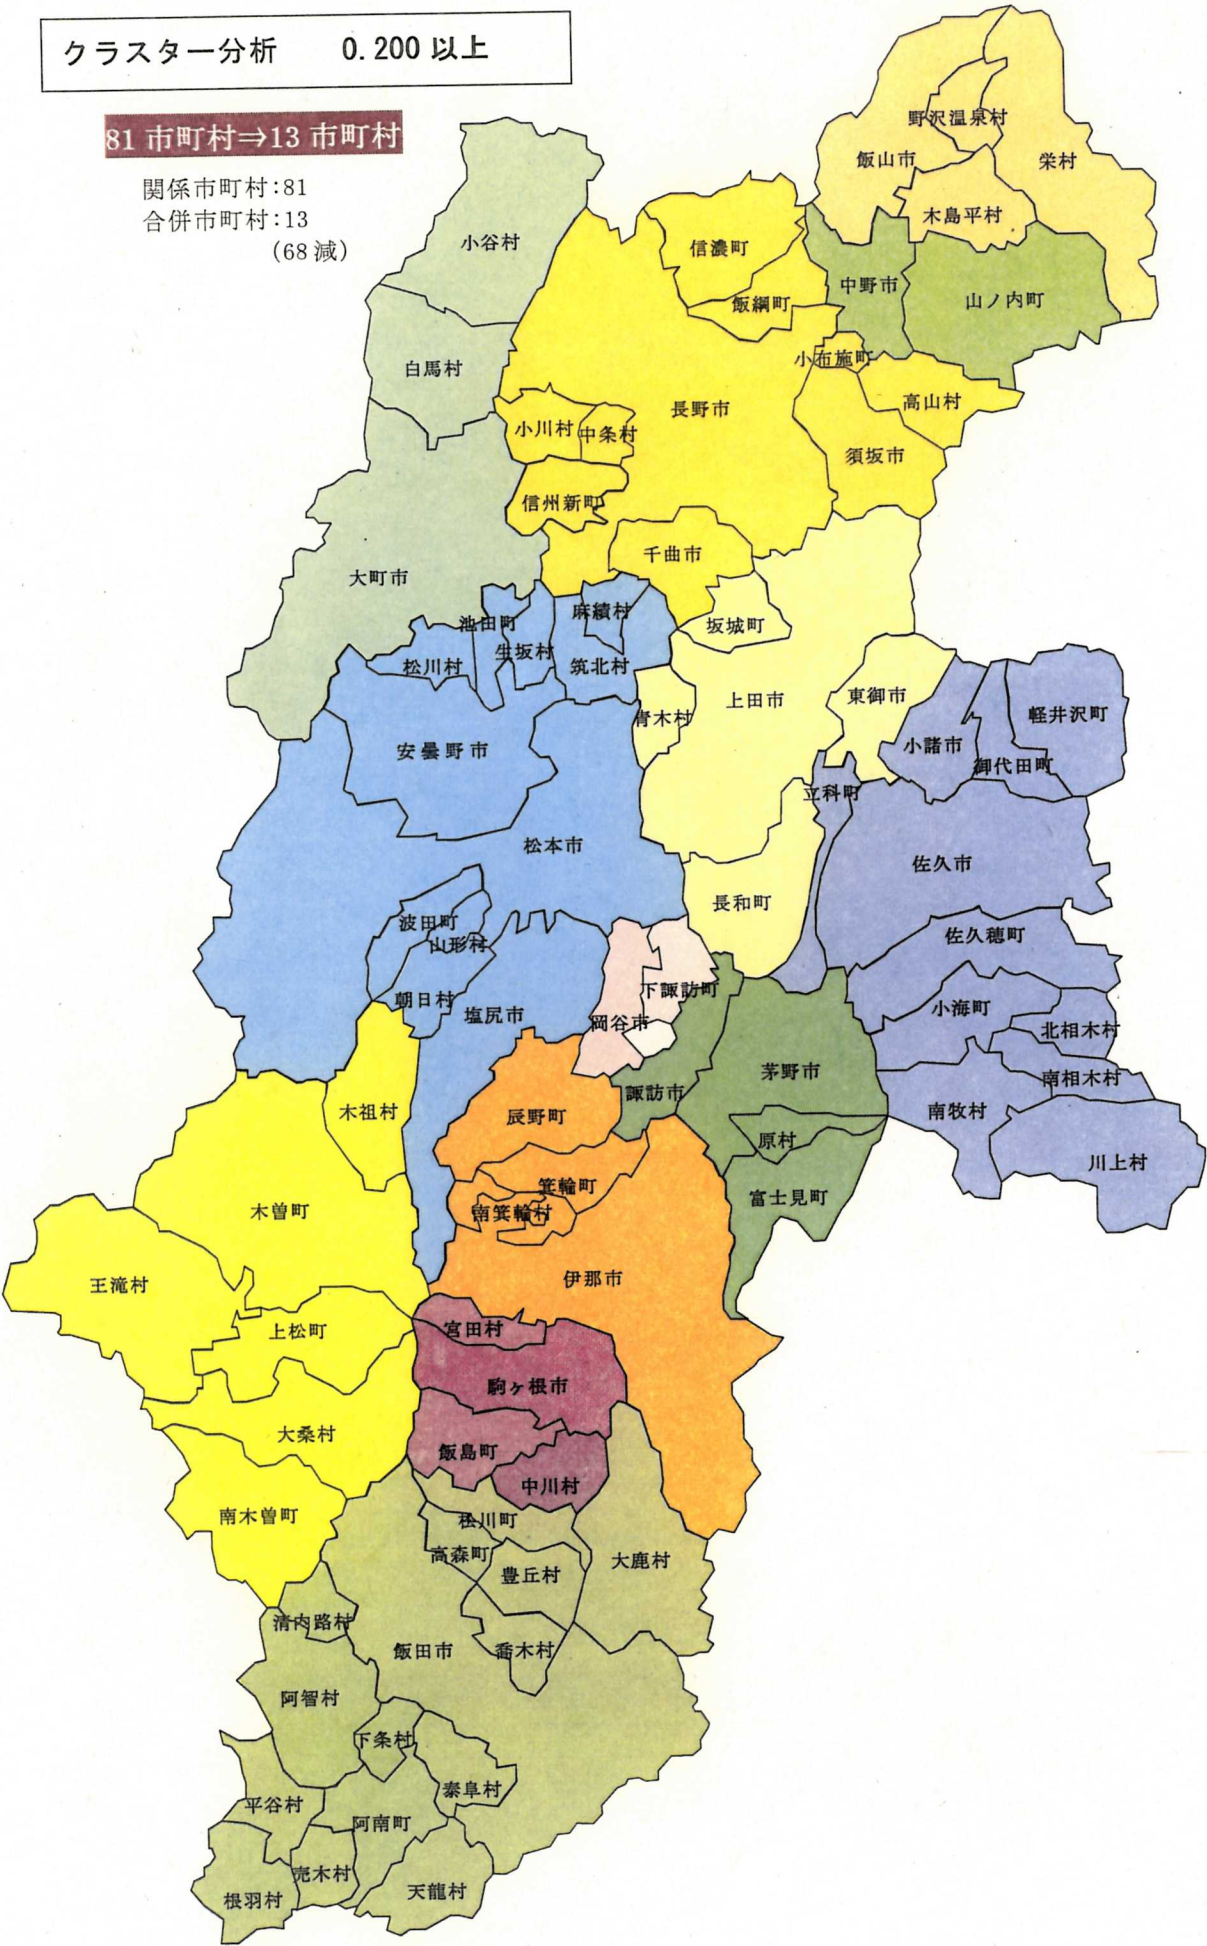 クラスター分析　　0.200 以上
81 市町村⇒13 市町村
関係市町村：81
合併市町村：13
(68 減)
野沢温泉村
飯山市
栄村
木島平村
小谷村
信濃町
中野市
山ノ内町
飯綱町
小布施町
白馬村
高山村
長野市
小川村
中条村
須坂市
信州新町
千曲市
大町市
麻績村
池田町
坂城町
生坂村
松川村
筑北村
青木村
上田市
東御市
軽井沢町
小諸市
安曇野市
御代田町
立科町
松本市
佐久市
長和町
波田町
佐久穂町
山形村
下諏訪町
朝日村
塩尻市
岡谷市
小海町
北相木村
茅野市
南相木村
諏訪市
木祖村
辰野町
南牧村
原村
川上村
箕輪町
富士見町
木曽町
南箕輪村
伊那市
王滝村
上松町
宮田村
駒ヶ根市
大桑村
飯島町
中川村
南木曽町
松川町
高森町
大鹿村
豊丘村
清内路村
飯田市
喬木村
阿智村
下条村
泰阜村
平谷村
阿南町
売木村
天龍村
根羽村